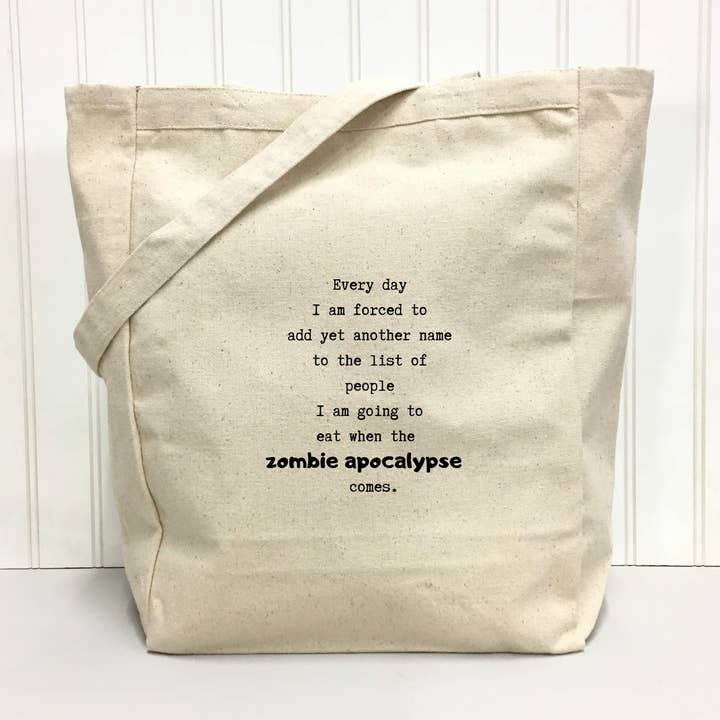 Every day
I am forced to
add yet another name
to the list of
people
I am going to
eat when the
zombie apocalypse
comes.